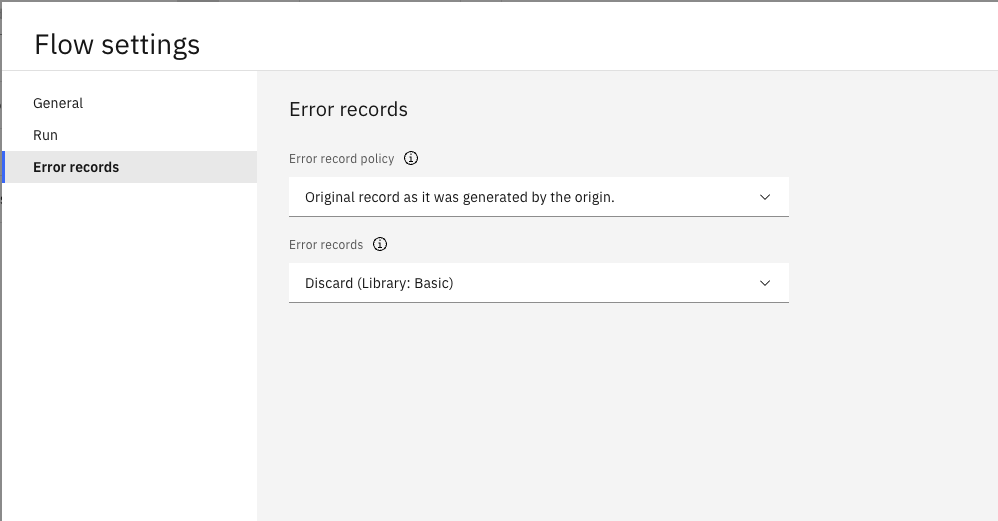 Flow settings
General
Run
Error records
Error records
Error record policy
Original record as it was generated by the origin.
Error records
Discard (Library: Basic)